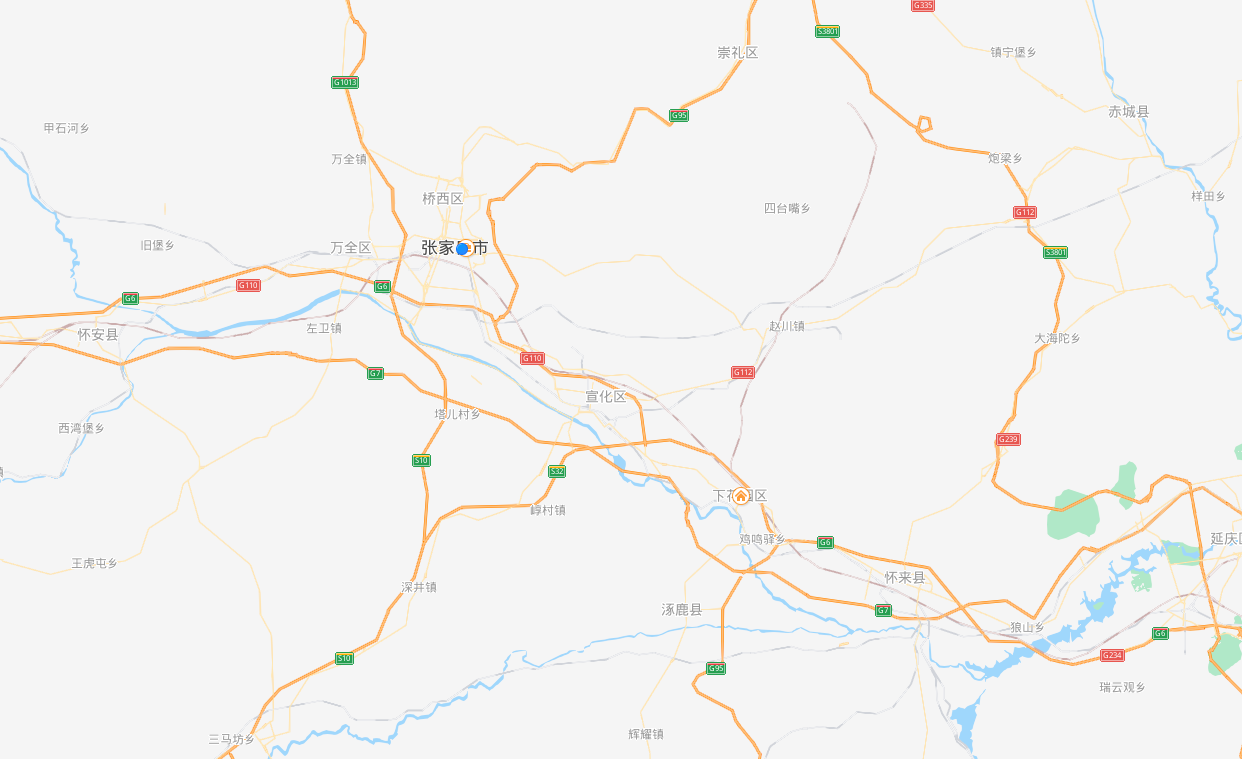 G335
S3801
崇礼区
镇宁堡乡
G1013
赤城县
G95
甲石河乡
万全镇
炮梁乡
桥西区
样田乡
四台嘴乡
G112
旧堡乡
万全区
张家
市
S3801
G110
G6
G6
怀安县
左卫镇
赵川镇
大海陀乡
G110
G7
G112
宣化区
塔儿村乡
西湾堡乡
G239
S10
S32
镇
下花
区
崞村镇
鸡鸣驿乡
G6
延庆
王虎屯乡
深井镇
怀来县
涿鹿县
G7
狼山乡
G6
S10
G95
G234
瑞云观乡
三马坊乡
辉耀镇